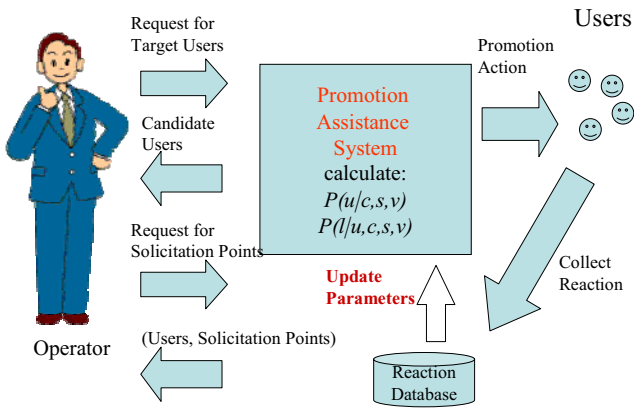 Request for
Target Users
Candidate
Users
Request for
Solicitation Points
(Users, Solicitation Points)
Operator
Promotion
Assistance
System
calculate:
P(u/c,s,v)
P(l/u,c,s,v)
Update
Parameters
Reaction
Database
Users
Promotion
Action
Collect
Reaction